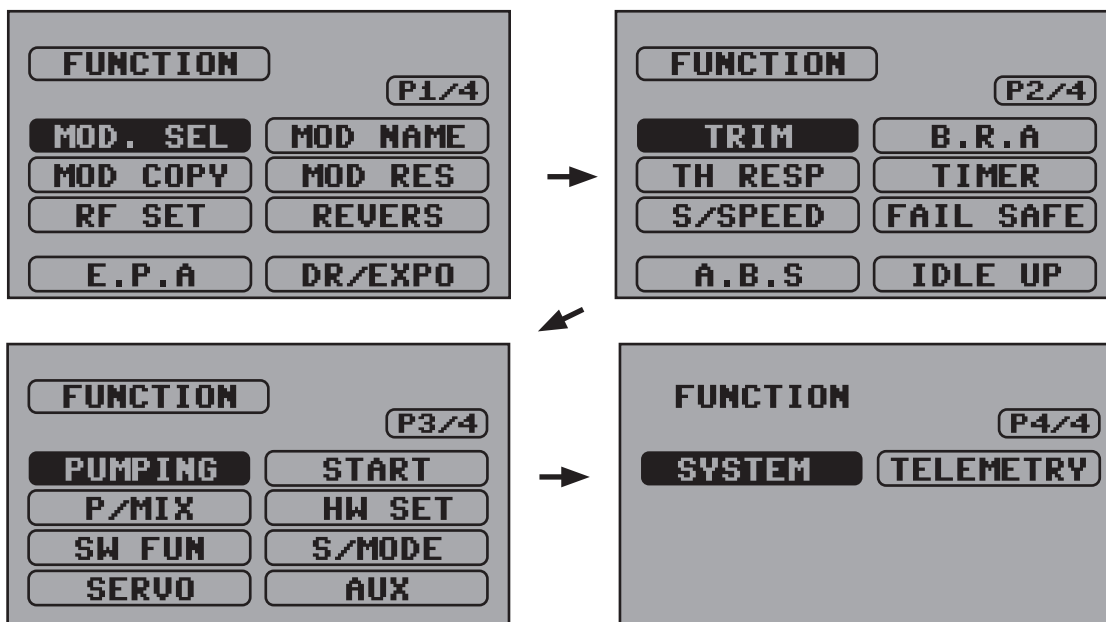 FUNCTION
P1/4
MOD. SEL MOD NAME
MOD COPY MOD RES
RF SET REVERS
E.P.A DR/EXPO
FUNCTION
P2/4
TRIM B.R.A
TH RESP TIMER
S/SPEED FAIL SAFE
A.B.S IDLE UP
FUNCTION
P3/4
PUMPING START
P/MIX HW SET
SW FUN S/MODE
SERVO AUX
FUNCTION
P4/4
SYSTEM TELEMETRY